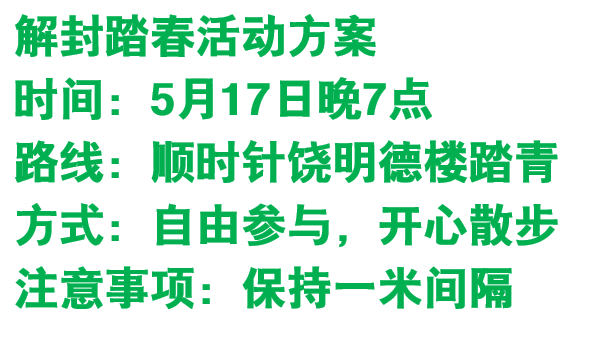 解封踏春活动方案
时间：5月17日晚7点
路线：顺时针饶明德楼踏青
方式：自由参与，开心散步
注意事项：保持一米间隔